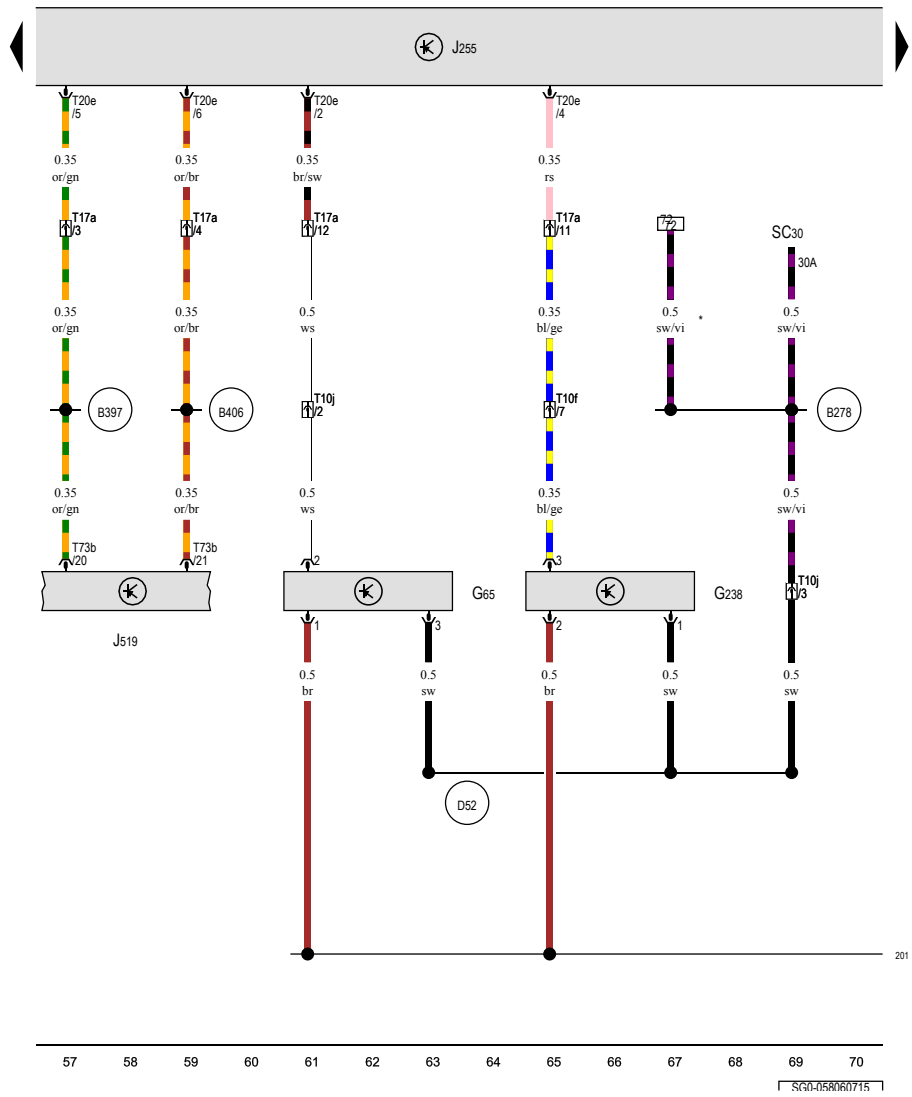 J255
T20e
/5
T20e
/6
T20e
/2
T20e
/4
0.35
or/gn
0.35
or/br
0.35
br/sw
0.35
rs
T17a
/3
T17a
/4
T17a
/12
T17a
/11
72
72
SC30
30A
0.35
or/gn
0.35
or/br
0.5
ws
0.35
bl/ge
0.5
sw/vi
*
0.5
sw/vi
B397
B406
T10j
/2
T10f
/7
B278
0.35
or/gn
0.35
or/br
0.5
ws
0.35
bl/ge
0.5
sw/vi
T73b
/20
T73b
/21
2
3
T10j
/3
G65
G238
J519
1
3
2
1
0.5
br
0.5
sw
0.5
br
0.5
sw
0.5
sw
D52
201
57 58 59 60 61 62 63 64 65 66 67 68 69 70
SG0-058060715